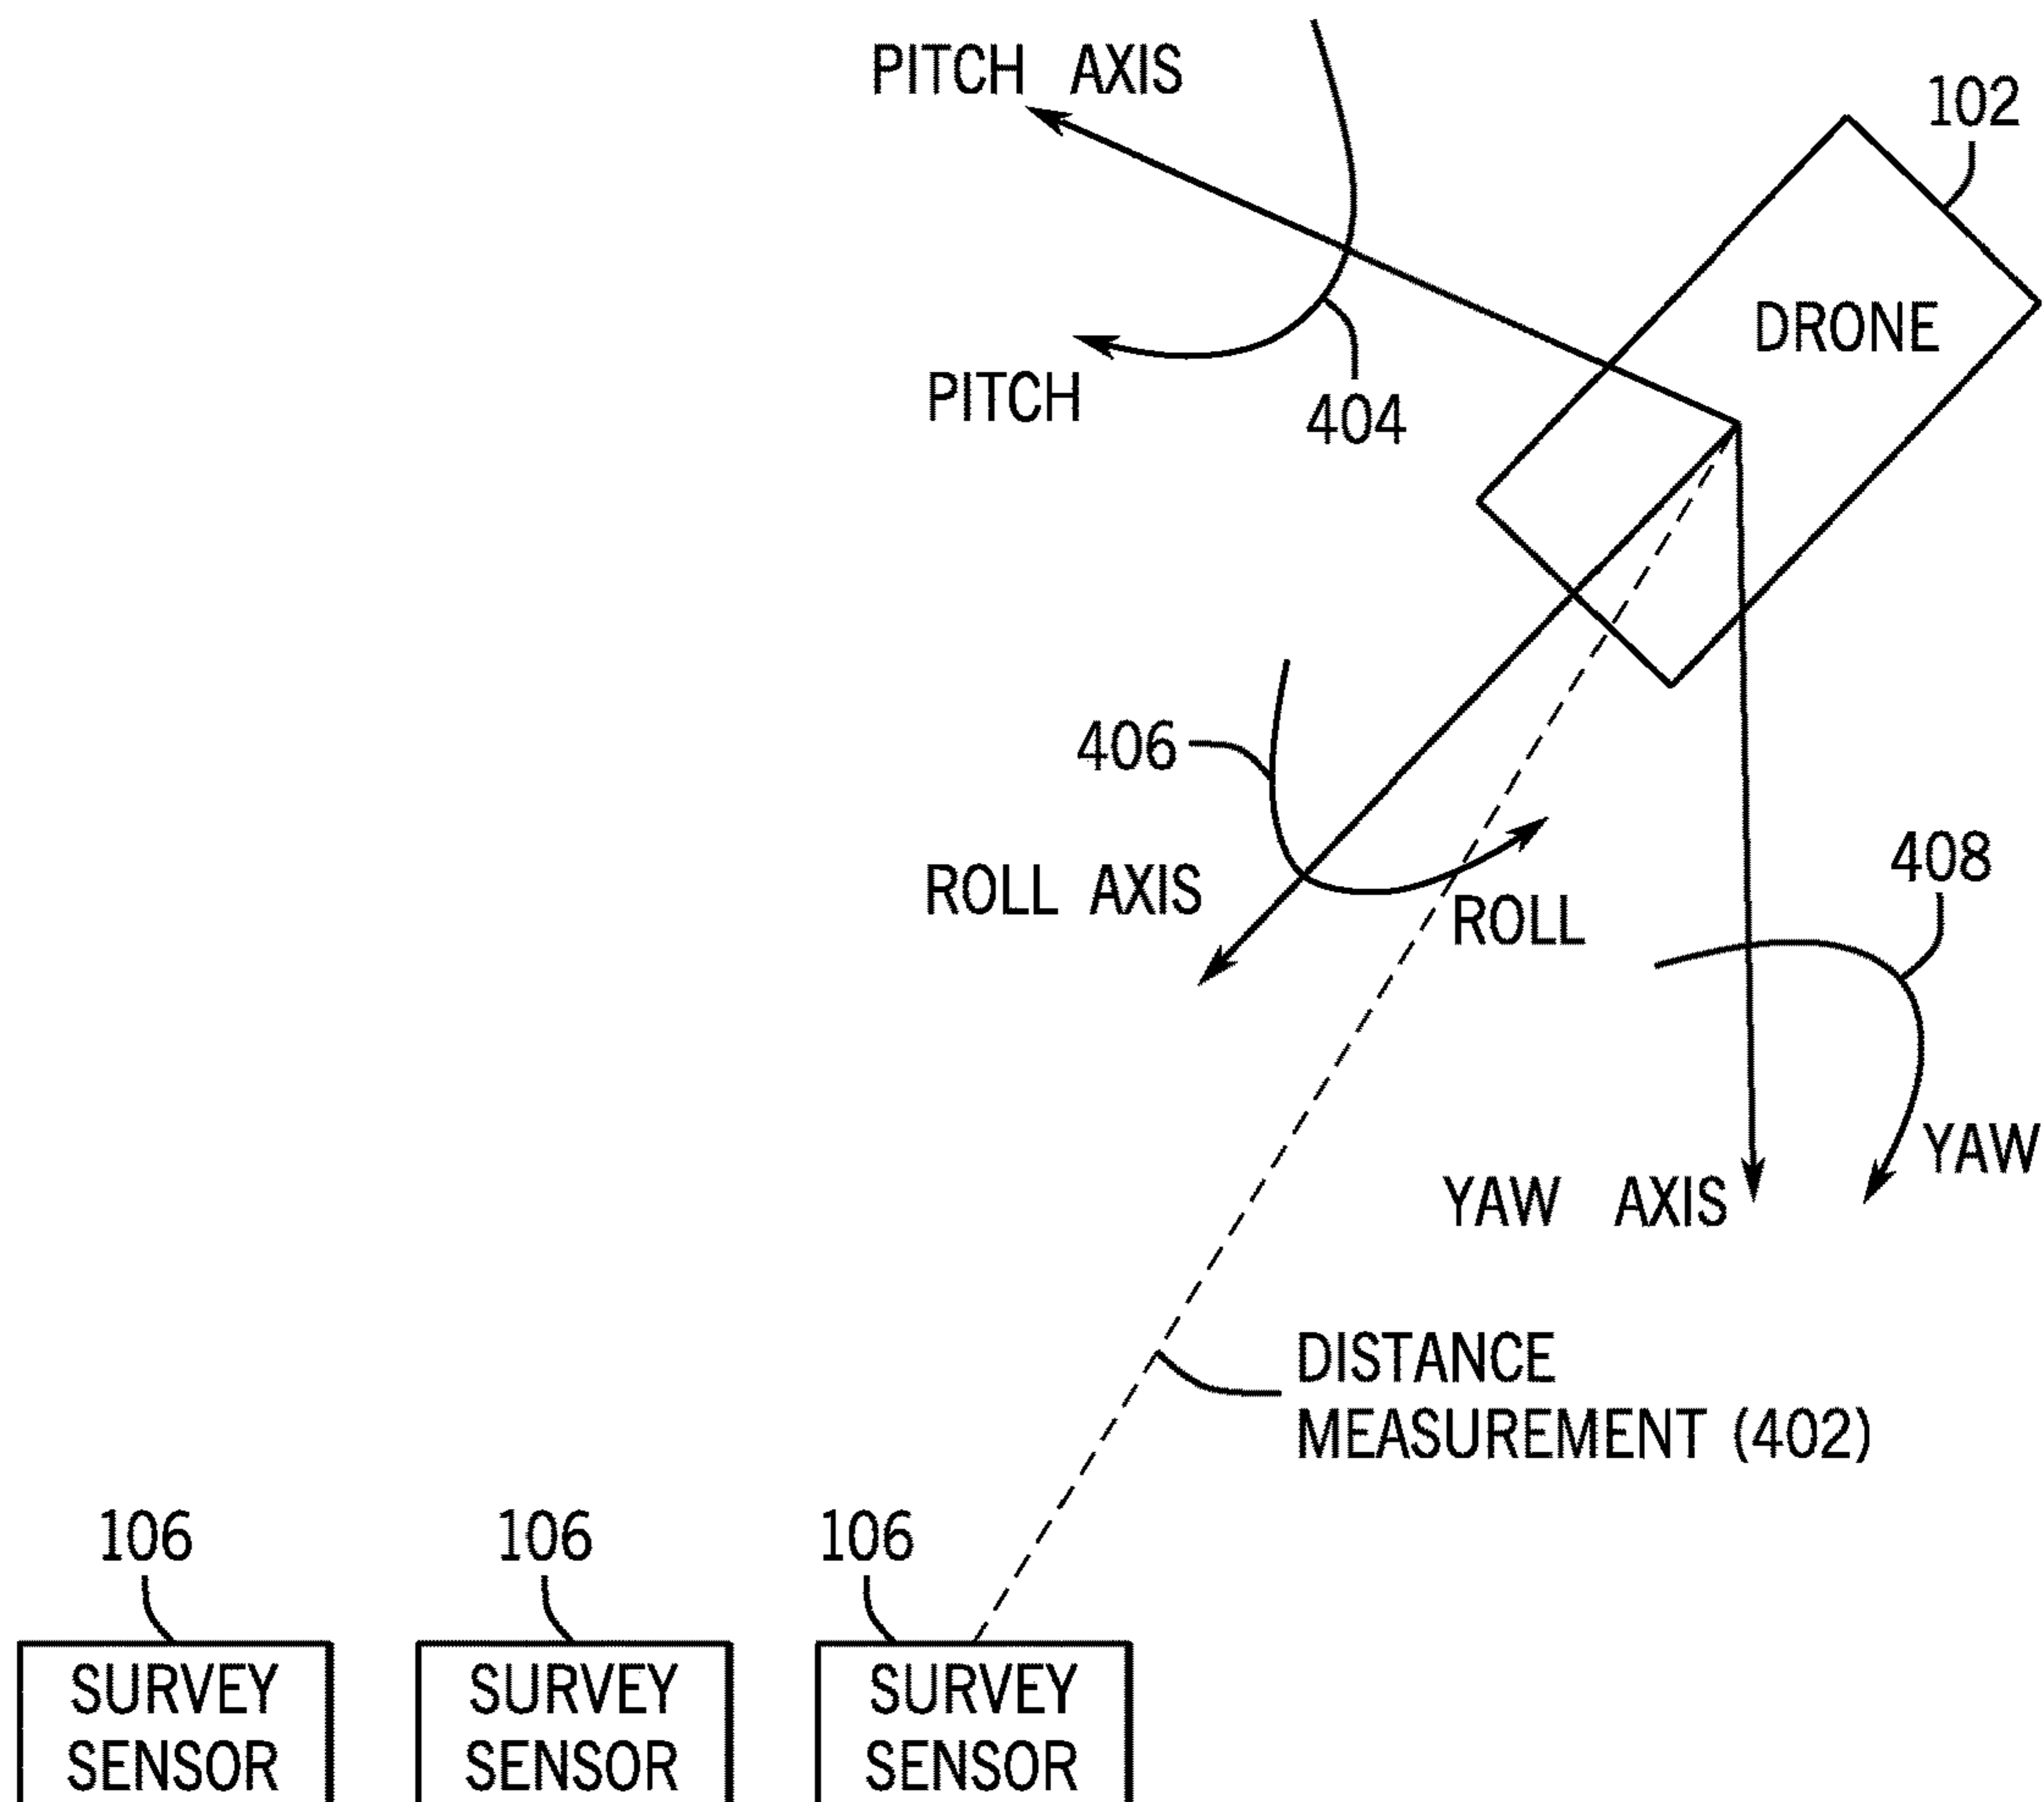 PITCH AXIS
102
DRONE
PITCH
404
406
ROLL AXIS
ROLL
408
YAW
YAW AXIS
DISTANCE
MEASUREMENT (402)
106
106
106
SURVEY
SENSOR
SURVEY
SENSOR
SURVEY
SENSOR